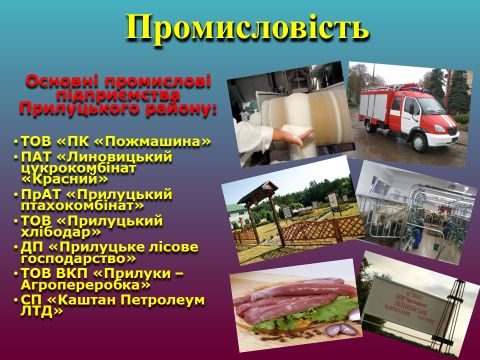 Промисловість
Основні промислові
підприємства
Прилуцького району:
• ТОВ «ПК «Пожмашина»
• ПАТ «Линовицький
цукрокомбінат
«Красний»
• ПрАТ «Прилуцький
птахокомбінат»
• ТОВ «Прилуцький
хлібодар»
• ДП «Прилуцьке лісове
господарство»
• ТОВ ВКП «Прилуки –
Агропереробка»
• СП «Каштан Петролеум
ЛТД»